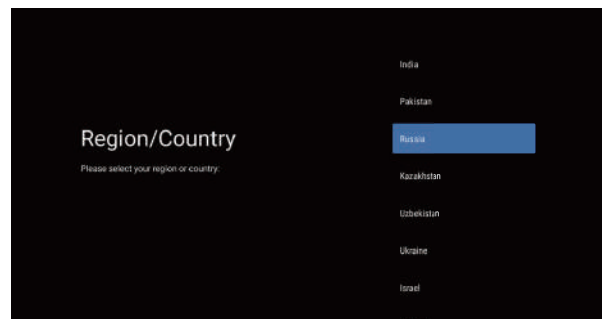 Region/Country
Please select your region or country:
India
Pakistan
Russia
Kazakhstan
Uzbekistan
Ukraine
Israel